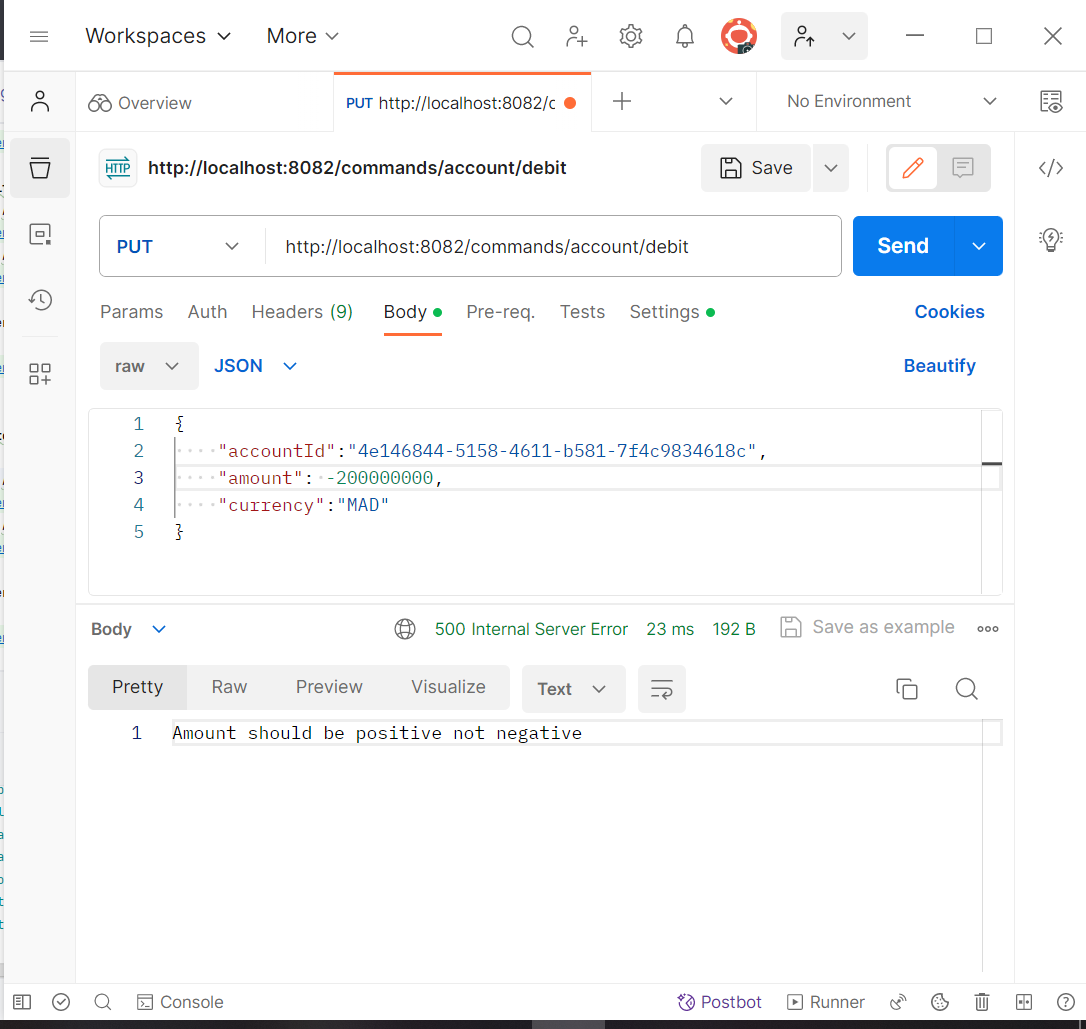 Workspaces More
Overview
PUT http://localhost:8082/c
No Environment
HTTP http://localhost:8082/commands/account/debit
Save
PUT http://localhost:8082/commands/account/debit Send
Params Auth Headers (9) Body Pre-req. Tests Settings Cookies
raw JSON Beautify
1 {
2 "accountId":"4e146844-5158-4611-b581-7f4c9834618c",
3 "amount": -200000000,
4 "currency":"MAD"
5 }
Body 500 Internal Server Error 23 ms 192 B Save as example
Pretty Raw Preview Visualize Text
1 Amount should be positive not negative
Console Postbot Runner